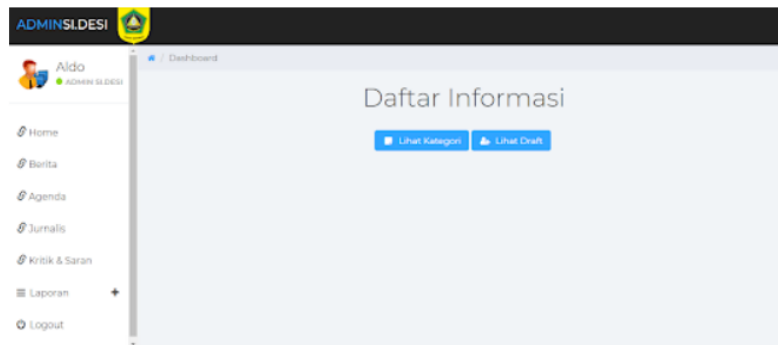 ADMINSI.DESI
Aldo
ADMIN SI.DESI
/ Dashboard
Daftar Informasi
Lihat Kategori
Lihat Draft
Home
Berita
Agenda
Jurnalis
Kritik & Saran
Laporan +
Logout